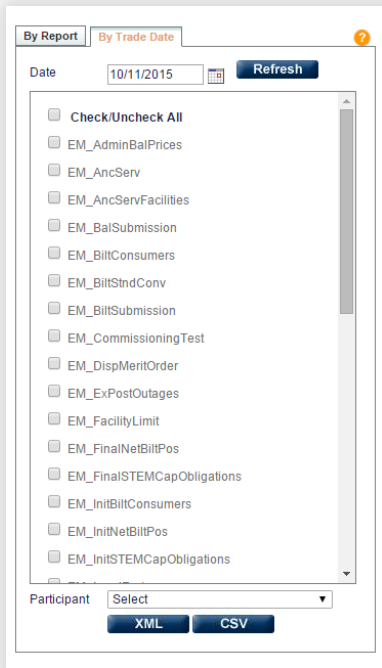 By Report By Trade Date ?
Date 10/11/2015 Refresh
Check/Uncheck All
EM_AdminBalPrices
EM_AncServ
EM_AncServFacilities
EM_BalSubmission
EM_BiltConsumers
EM_BiltStndConv
EM_BiltSubmission
EM_CommissioningTest
EM_DispMeritOrder
EM_ExPostOutages
EM_FacilityLimit
EM_FinalNetBiltPos
EM_FinalSTEMCapObligations
EM_InitBiltConsumers
EM_InitNetBiltPos
EM_InitSTEMCapObligations
Participant Select
XML CSV